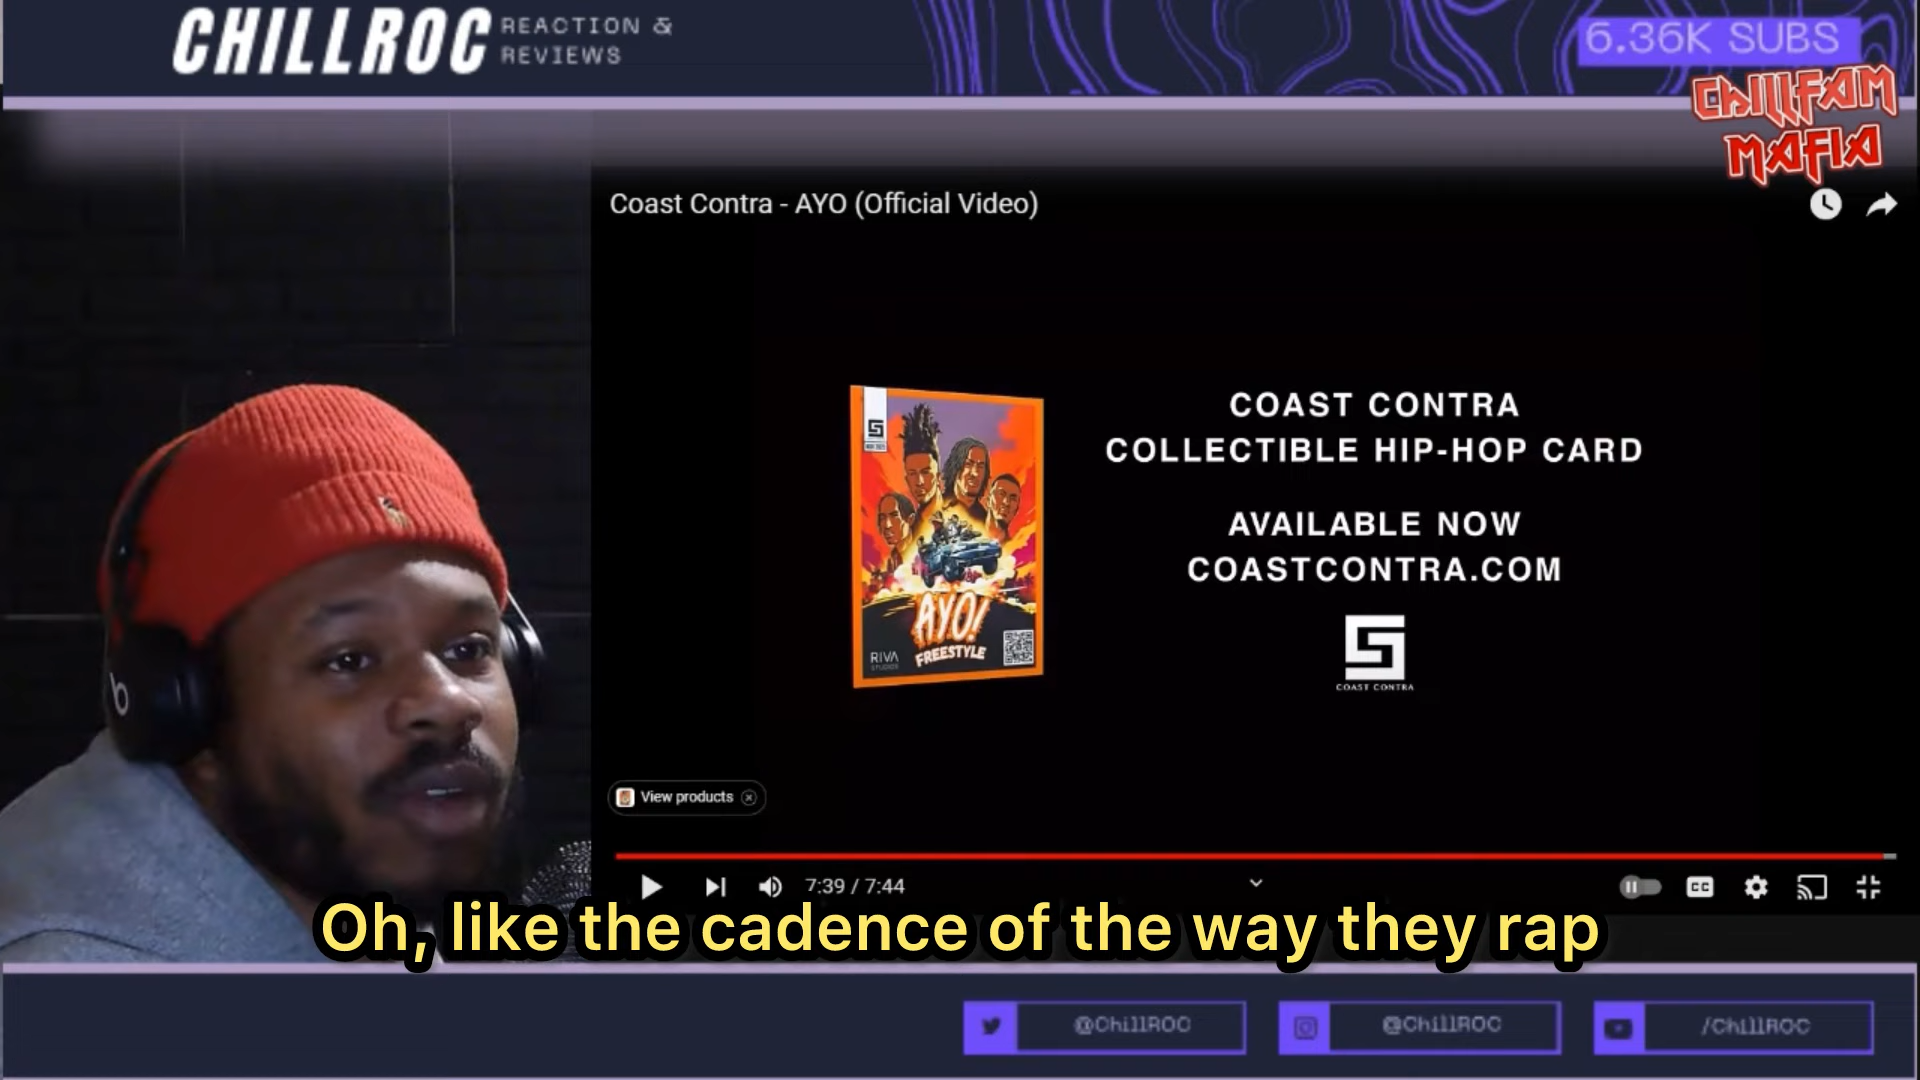 CHILLROC
REACTION &
REVIEWS
6.36K SUBS
ChillFAM
MAFIA
Coast Contra - AYO (Official Video)
COAST CONTRA
COLLECTIBLE HIP-HOP CARD
AVAILABLE NOW
COASTCONTRA.COM
COAST CONTRA
AYO!
FREESTYLE
RIVA
STUDIOS
View products
7:39 / 7:44
CC
Oh, like the cadence of the way they rap
@ChillROC
@ChillROC
/ChillROC